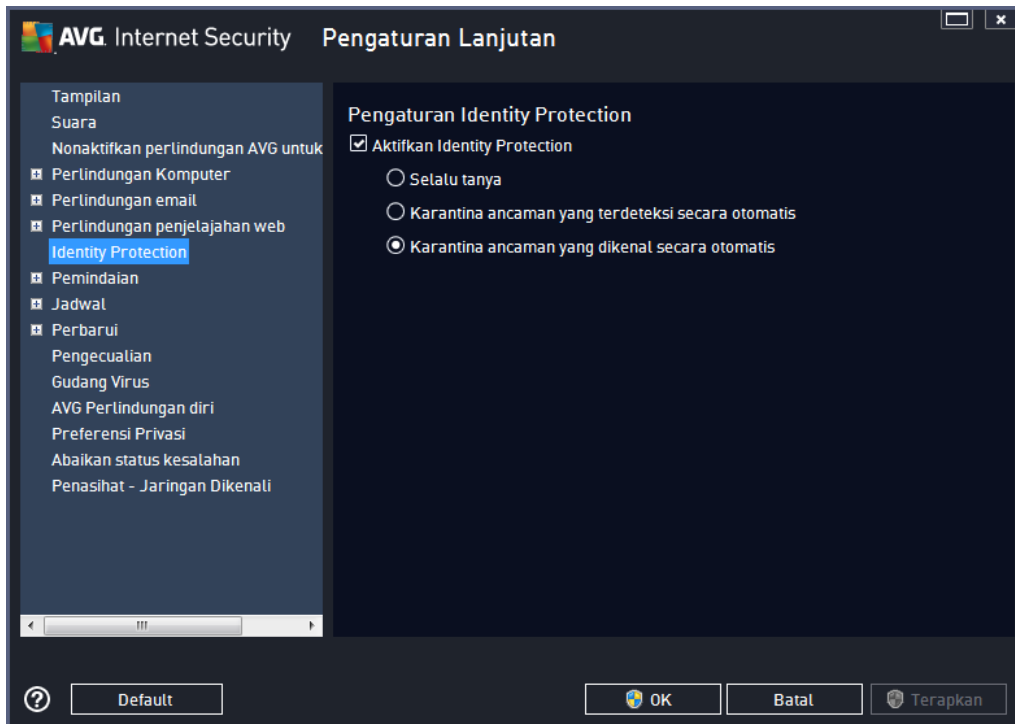 AVG. Internet Security Pengaturan Lanjutan
Tampilan
Suara
Nonaktifkan perlindungan AVG untuk
Perlindungan Komputer
Perlindungan email
Perlindungan penjelajahan web
Identity Protection
Pemindaian
Jadwal
Perbarui
Pengecualian
Gudang Virus
AVG Perlindungan diri
Preferensi Privasi
Abaikan status kesalahan
Penasihat - Jaringan Dikenali
Pengaturan Identity Protection
Aktifkan Identity Protection
Selalu tanya
Karantina ancaman yang terdeteksi secara otomatis
Karantina ancaman yang dikenal secara otomatis
Default
OK
Batal
Terapkan